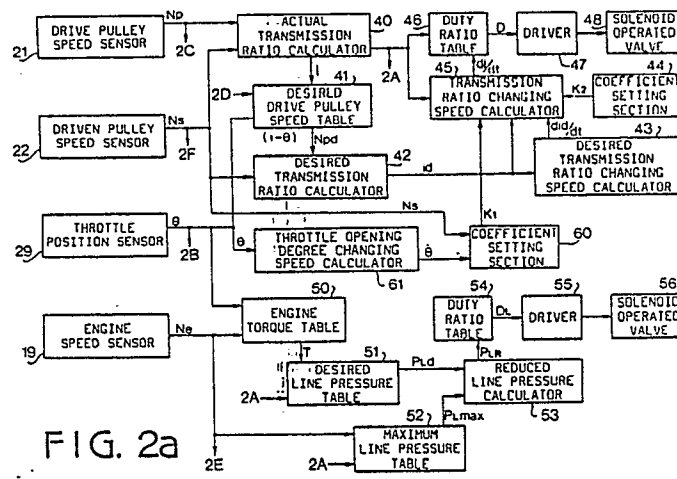 DRIVE PULLEY
SPEED SENSOR
21
Np
2C
ACTUAL
TRANSMISSION
RATIO CALCULATOR
40
2A
46
DUTY
RATIO
TABLE
D
DRIVER
47
48
SOLENOID
OPERATED
VALVE
i
di/dt
45
TRANSMISSION
RATIO CHANGING
SPEED CALCULATOR
K2
44
COEFFICIENT
SETTING
SECTION
41
2D
DESIRED
DRIVE PULLEY
SPEED TABLE
(i-θ)
Npd
DRIVEN PULLEY
SPEED SENSOR
22
Ns
2F
42
DESIRED
TRANSMISSION
RATIO CALCULATOR
id
did/dt
43
DESIRED
TRANSMISSION
RATIO CHANGING
SPEED CALCULATOR
Ns
K1
THROTTLE
POSITION SENSOR
29
θ
2B
θ
THROTTLE OPENING
DEGREE CHANGING
SPEED CALCULATOR
61
θ̇
COEFFICIENT
SETTING
SECTION
60
ENGINE
SPEED SENSOR
19
Ne
50
ENGINE
TORQUE TABLE
T
54
DUTY
RATIO
TABLE
DL
55
DRIVER
56
SOLENOID
OPERATED
VALVE
51
DESIRED
LINE PRESSURE
TABLE
2A
PLd
PLR
REDUCED
LINE PRESSURE
CALCULATOR
53
PLmax
52
MAXIMUM
LINE PRESSURE
TABLE
2E
2A
FIG. 2a